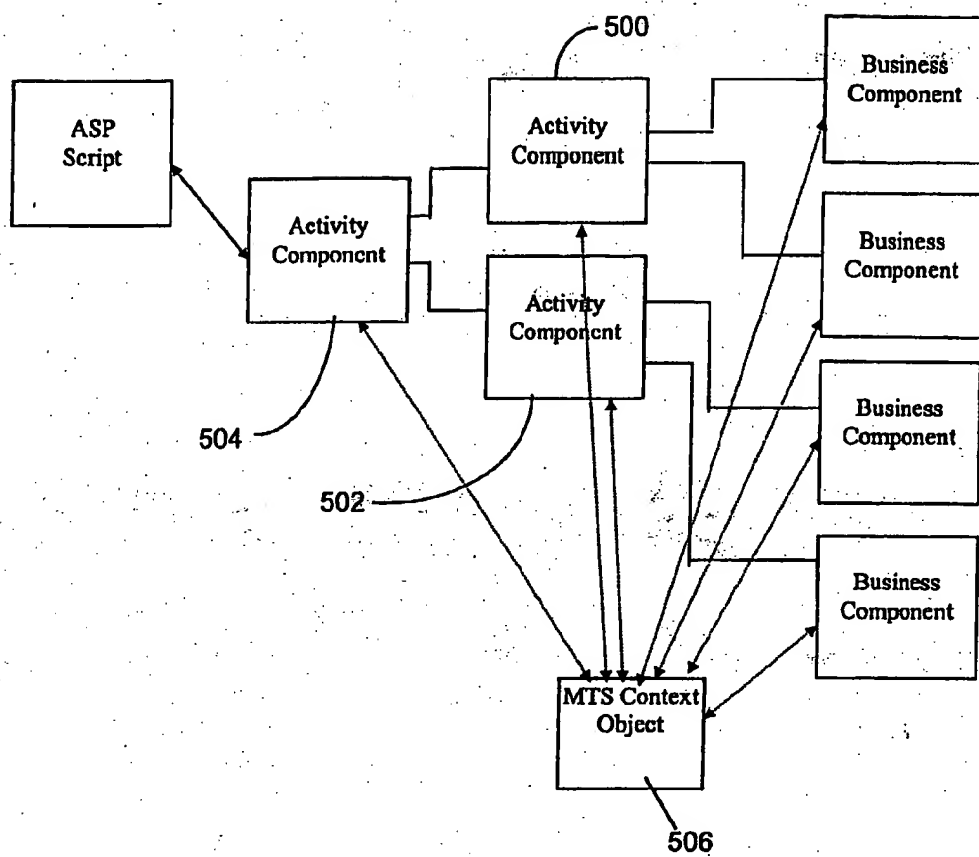 500
Business
Component
ASP
Script
Activity
Component
Activity
Component
Business
Component
Activity
Component
Business
Component
504
502
Business
Component
MTS Context
Object
506